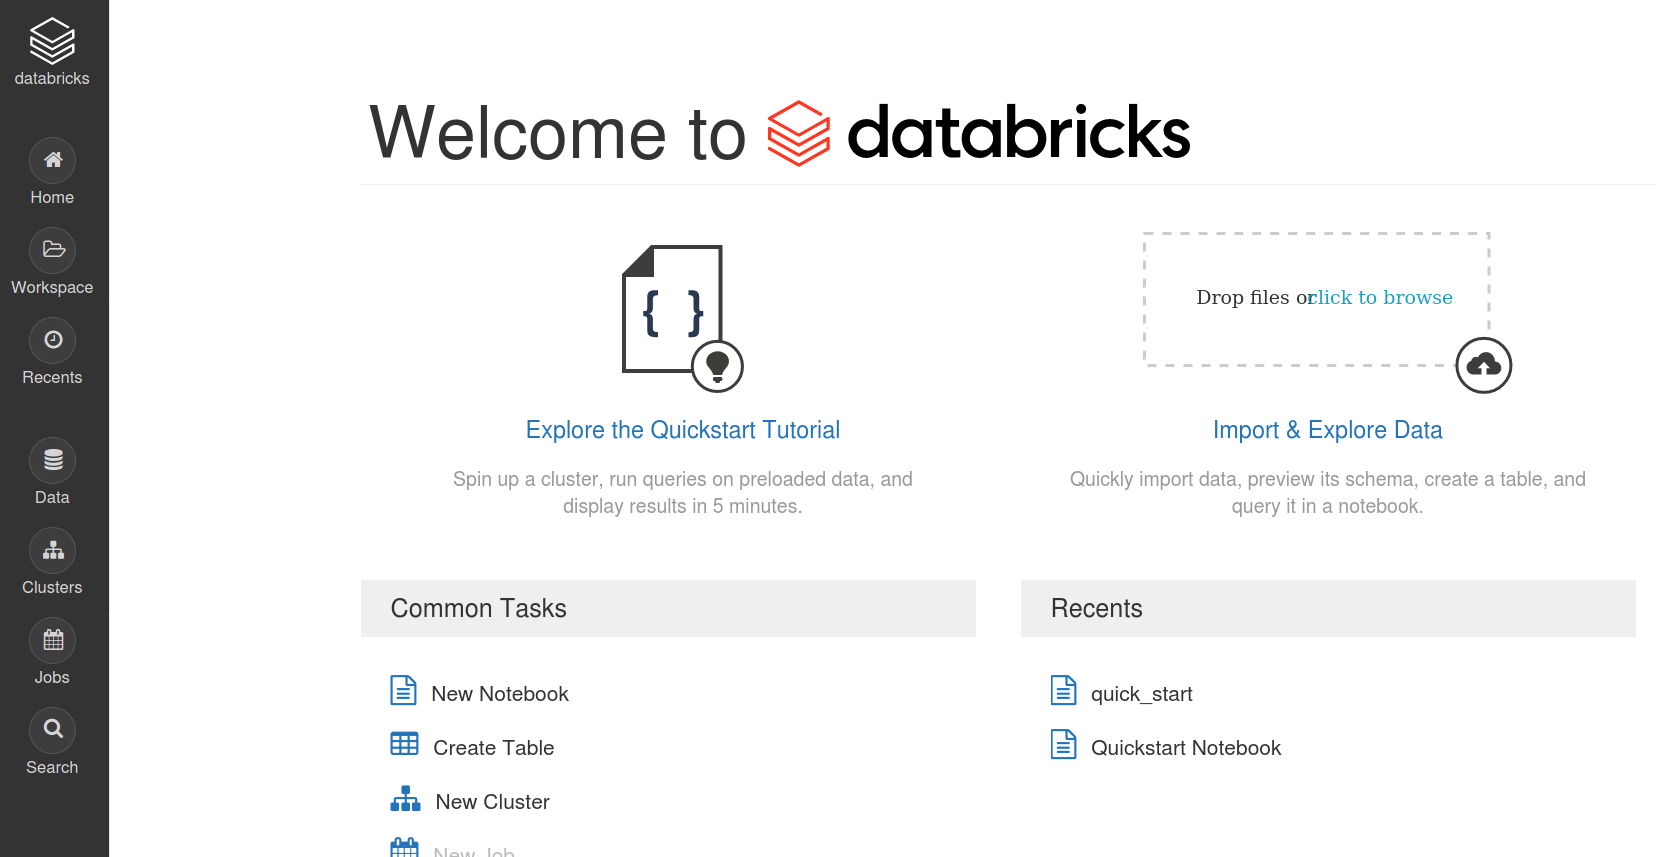 databricks
Home
Workspace
Recents
Data
Clusters
Jobs
Search
Welcome to databricks
{ }
Explore the Quickstart Tutorial
Spin up a cluster, run queries on preloaded data, and
display results in 5 minutes.
Drop files or click to browse
Import & Explore Data
Quickly import data, preview its schema, create a table, and
query it in a notebook.
Common Tasks
New Notebook
Create Table
New Cluster
New Job
Recents
quick_start
Quickstart Notebook